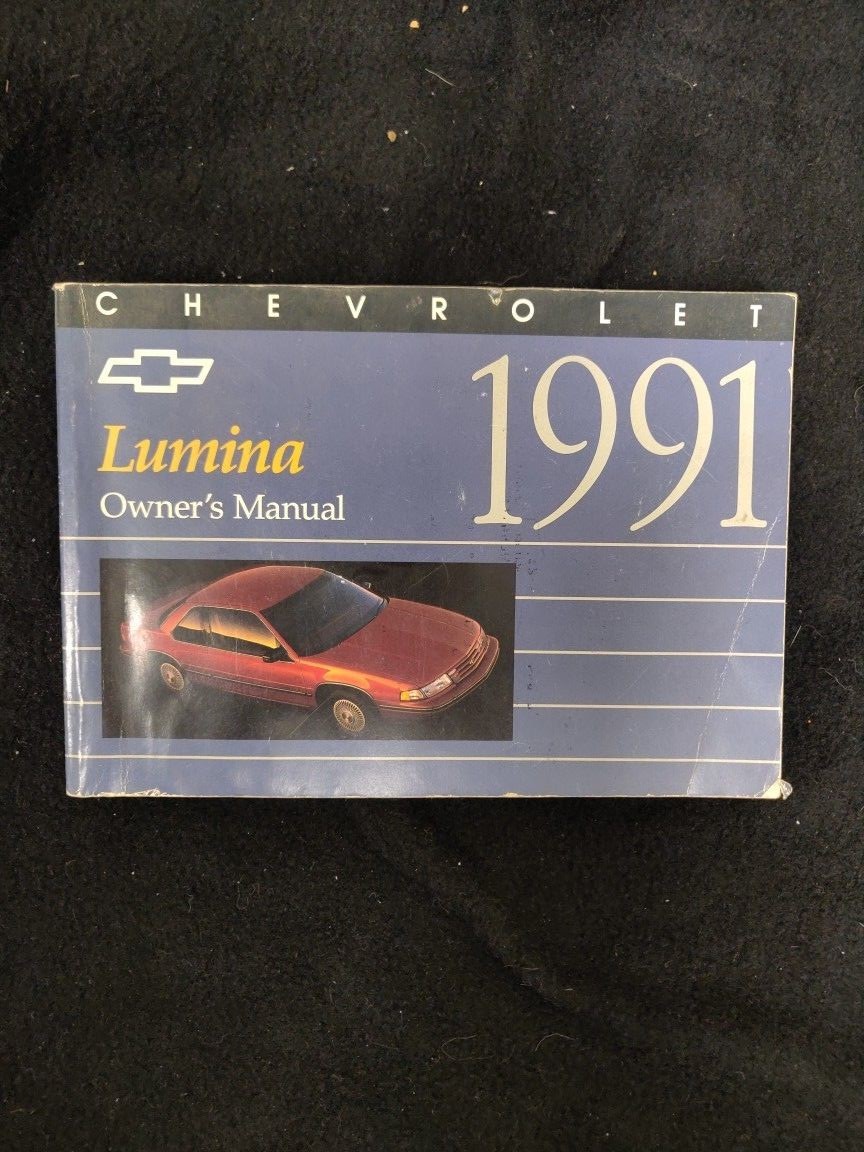 CHEVROLET
1991
Lumina
Owner's Manual